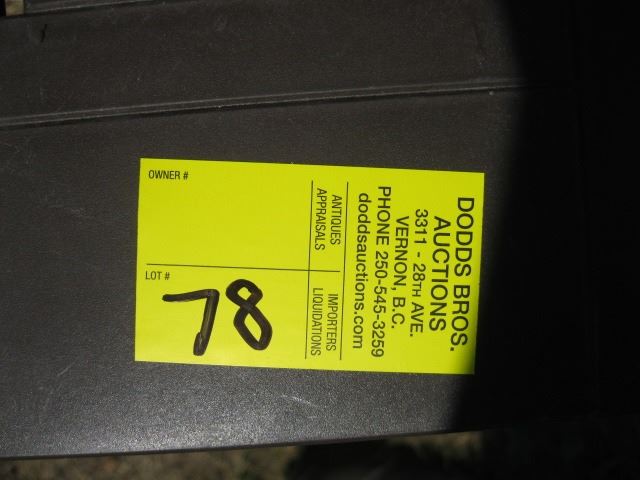 DODDS BROS.
AUCTIONS
3311 - 28TH AVE.
VERNON, B.C.
PHONE 250-545-3259
doddsauctions.com
ANTIQUES
APPRAISALS
IMPORTERS
LIQUIDATIONS
OWNER #
LOT #
78